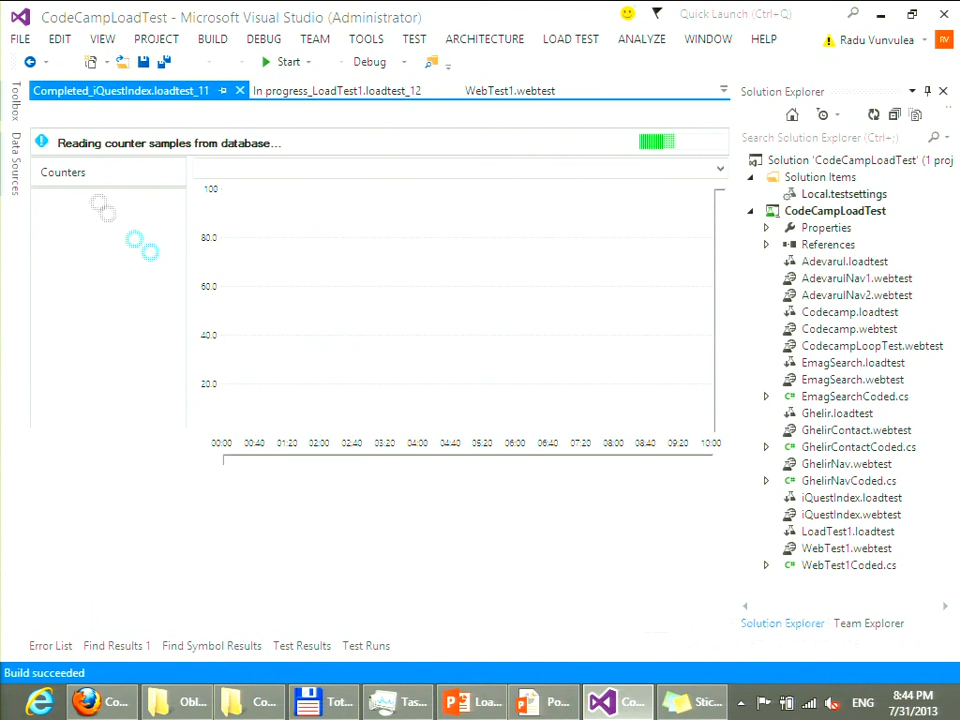 CodeCampLoadTest - Microsoft Visual Studio (Administrator)
Quick Launch (Ctrl+Q)
FILE EDIT VIEW PROJECT BUILD DEBUG TEAM TOOLS TEST ARCHITECTURE LOAD TEST ANALYZE WINDOW HELP
Radu Vunvulea
RV
Start
Debug
Toolbox
Data Sources
Completed_iQuestIndex.loadtest_11
In progress_LoadTest1.loadtest_12
WebTest1.webtest
Reading counter samples from database...
Counters
100
80.0
60.0
40.0
20.0
00:00 00:40 01:20 02:00 02:40 03:20 04:00 04:40 05:20 06:00 06:40 07:20 08:00 08:40 09:20 10:00
Solution Explorer
Search Solution Explorer (Ctrl+;)
Solution 'CodeCampLoadTest' (1 proj
Solution Items
Local.testsettings
CodeCampLoadTest
Properties
References
Adevarul.loadtest
AdevarulNav1.webtest
AdevarulNav2.webtest
Codecamp.loadtest
Codecamp.webtest
CodecampLoopTest.webtest
EmagSearch.loadtest
EmagSearch.webtest
EmagSearchCoded.cs
Ghelir.loadtest
GhelirContact.webtest
GhelirContactCoded.cs
GhelirNav.webtest
GhelirNavCoded.cs
iQuestIndex.loadtest
iQuestIndex.webtest
LoadTest1.loadtest
WebTest1.webtest
WebTest1Coded.cs
Solution Explorer Team Explorer
Error List Find Results 1 Find Symbol Results Test Results Test Runs
Build succeeded
Co... Obl... Co... Tot... Tas... Loa... Po... Co... Stic...
ENG
8:44 PM
7/31/2013